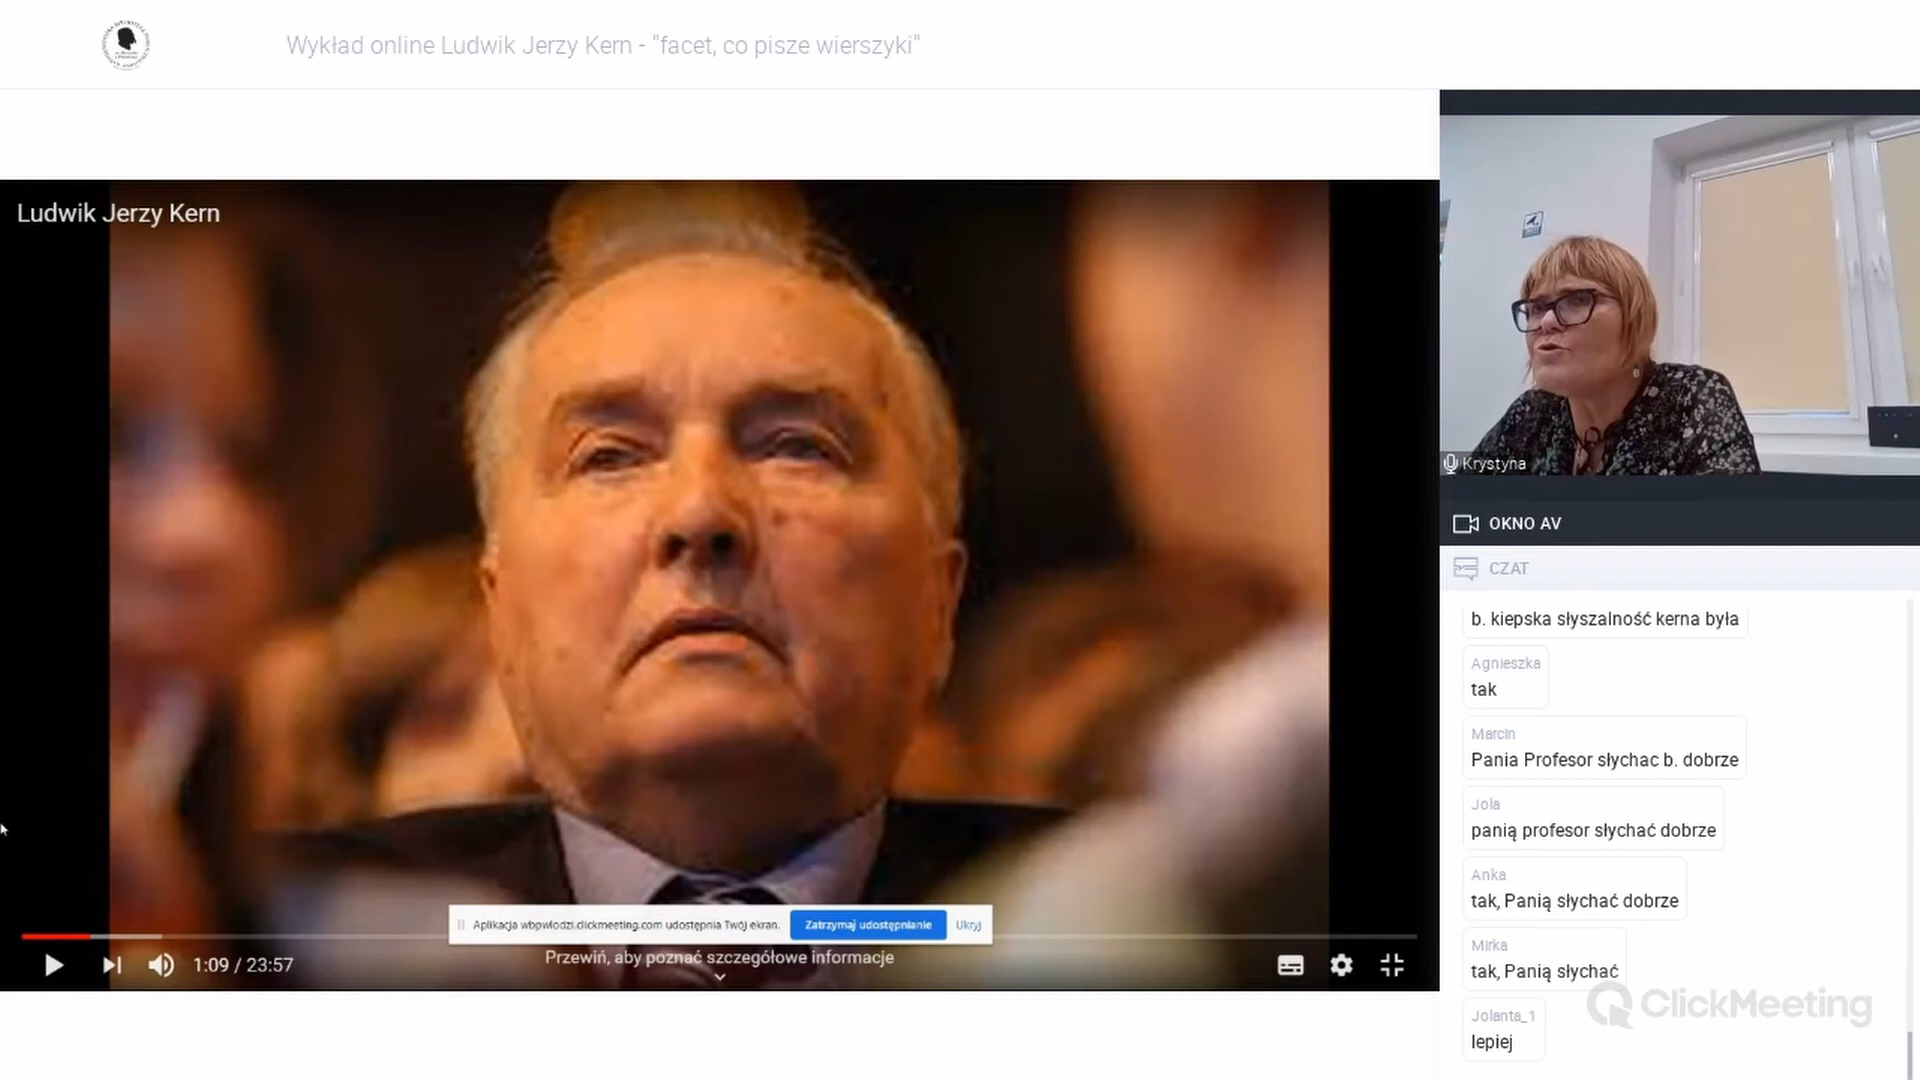 Wykład online Ludwik Jerzy Kern - "facet, co pisze wierszyki"
Ludwik Jerzy Kern
Aplikacja wbpwlodzi.clickmeeting.com udostępnia Twój ekran.
Zatrzymaj udostępnianie
Ukryj
1:09 / 23:57
Przewiń, aby poznać szczegółowe informacje
Krystyna
OKNO AV
CZAT
b. kiepska słyszalność kerna była
Agnieszka
tak
Marcin
Pania Profesor słychac b. dobrze
Jola
panią profesor słychać dobrze
Anka
tak, Panią słychać dobrze
Mirka
tak, Panią słychać
Jolanta_1
lepiej
ClickMeeting